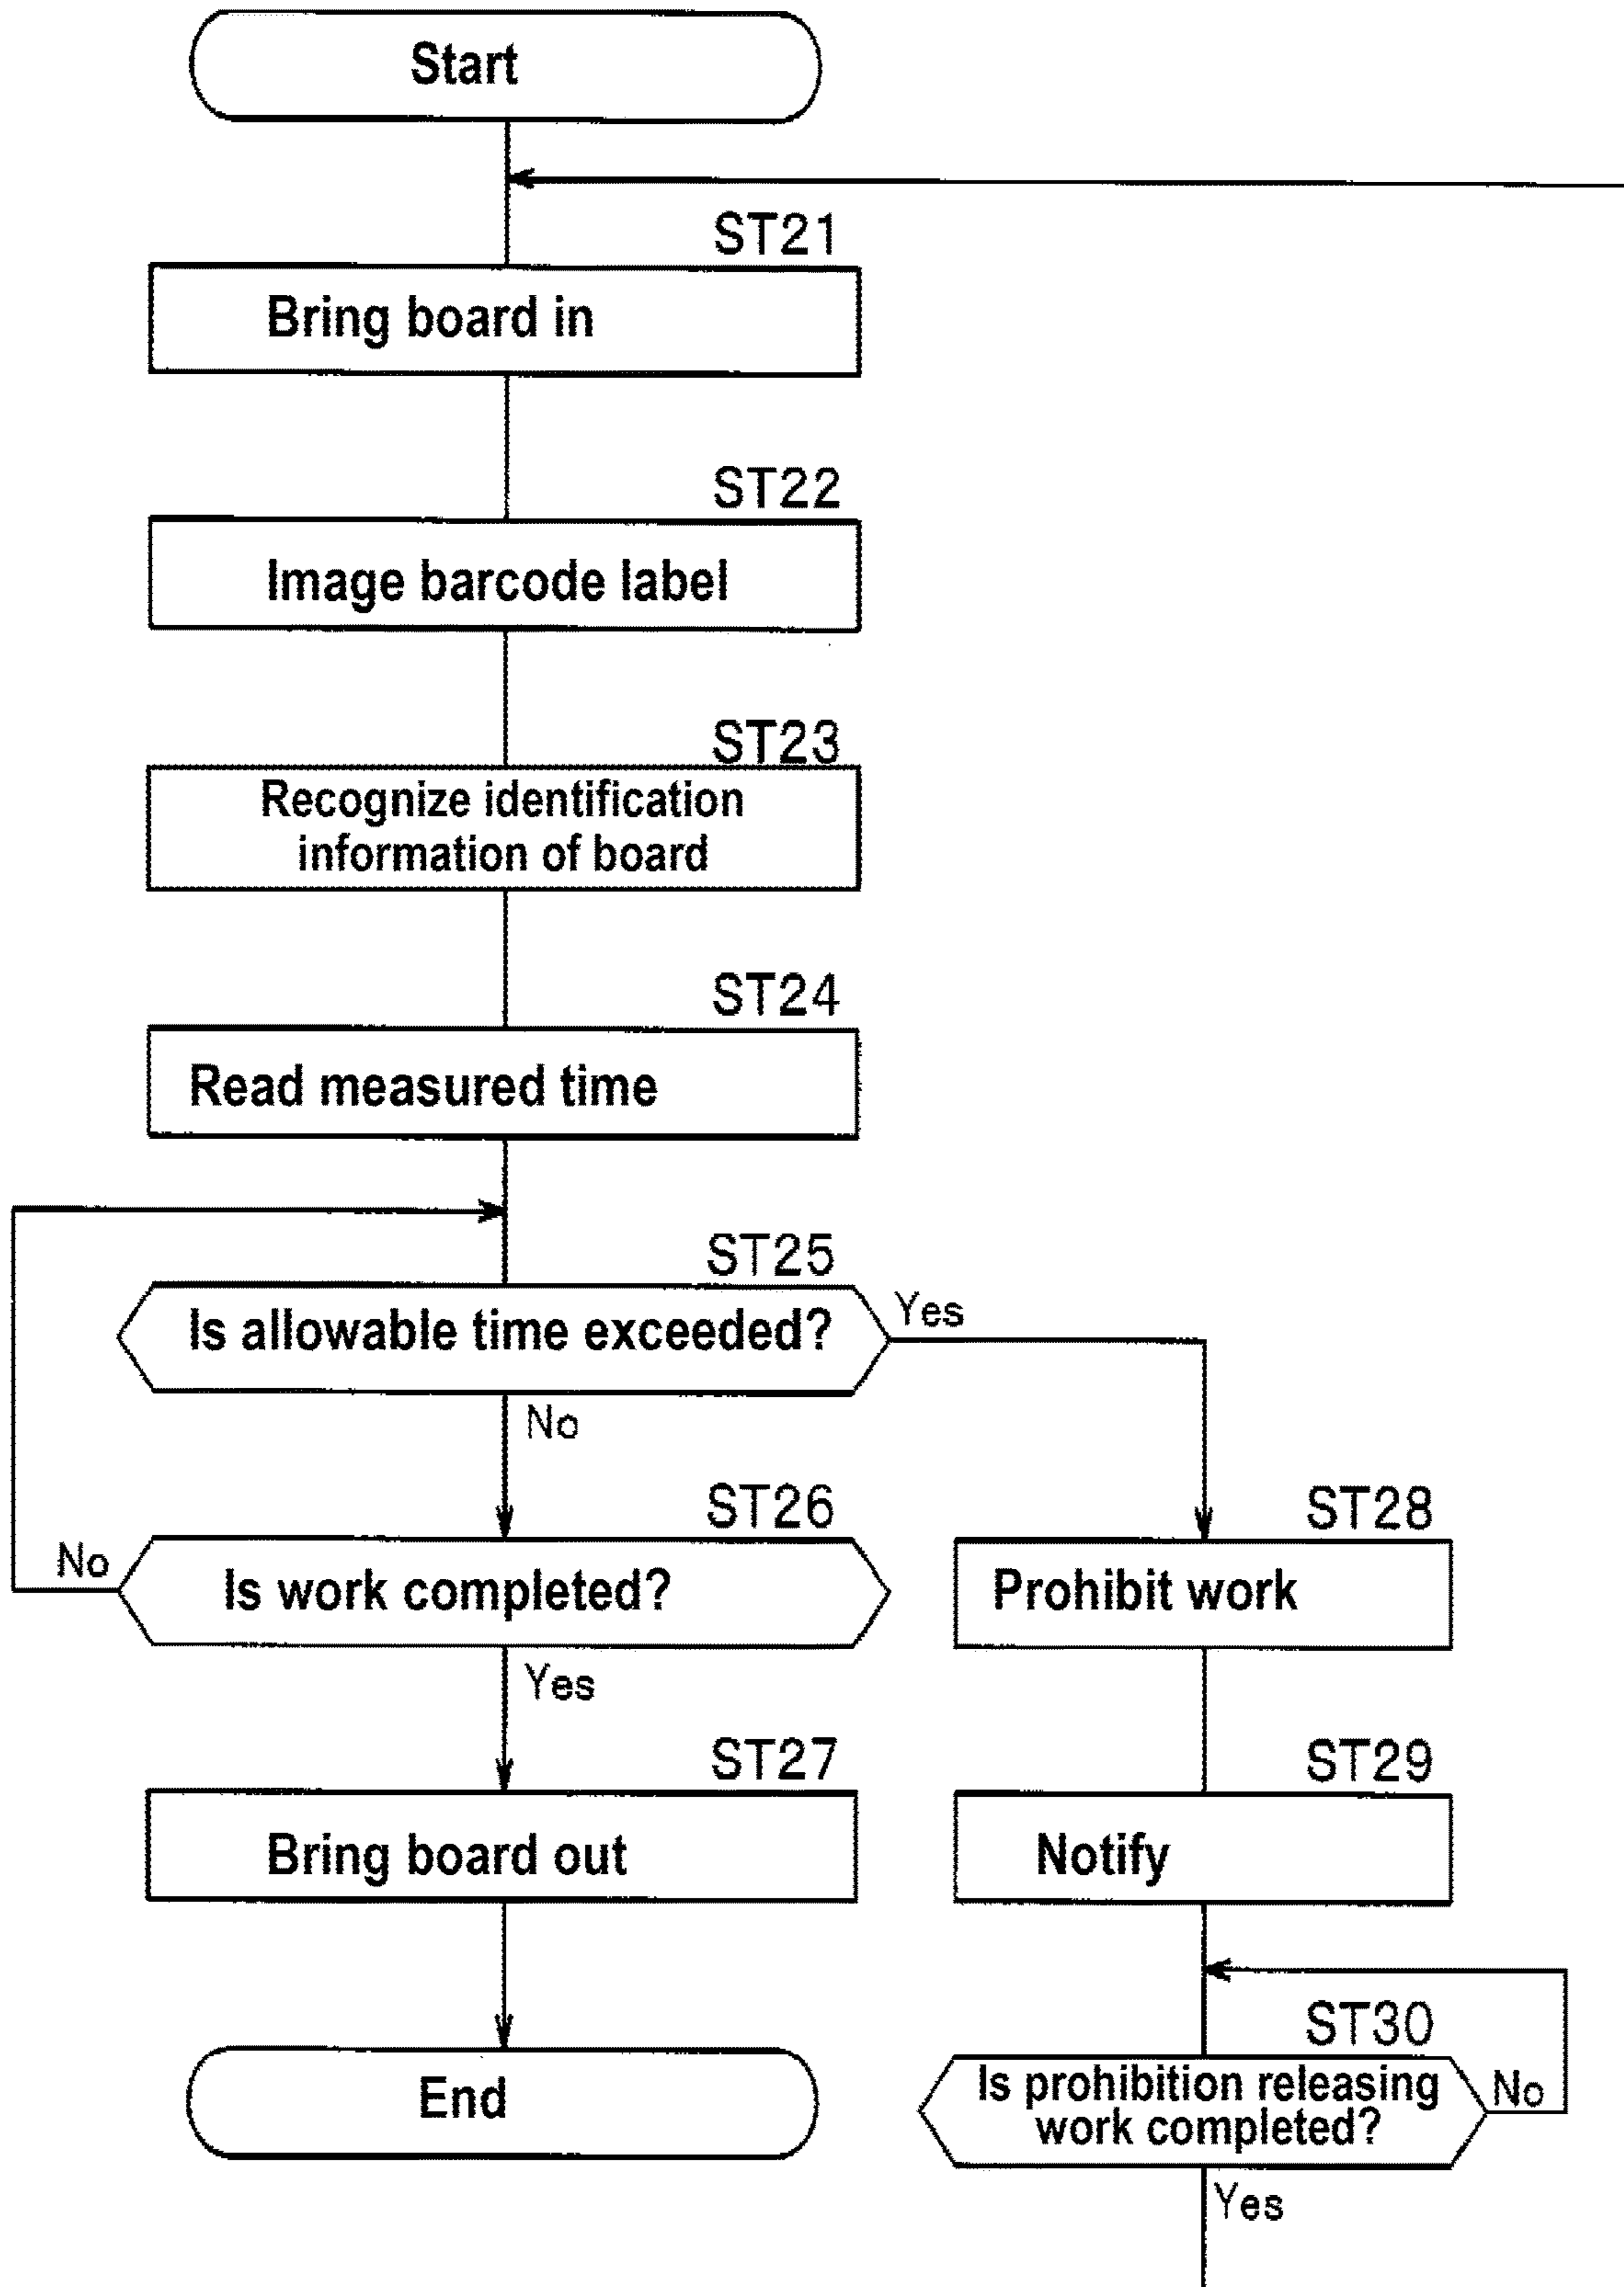 Start
ST21
Bring board in
ST22
Image barcode label
ST23
Recognize identification
information of board
ST24
Read measured time
ST25
Is allowable time exceeded?
Yes
No
ST26
Is work completed?
No
Yes
ST27
Bring board out
End
ST28
Prohibit work
ST29
Notify
ST30
Is prohibition releasing
work completed?
No
Yes